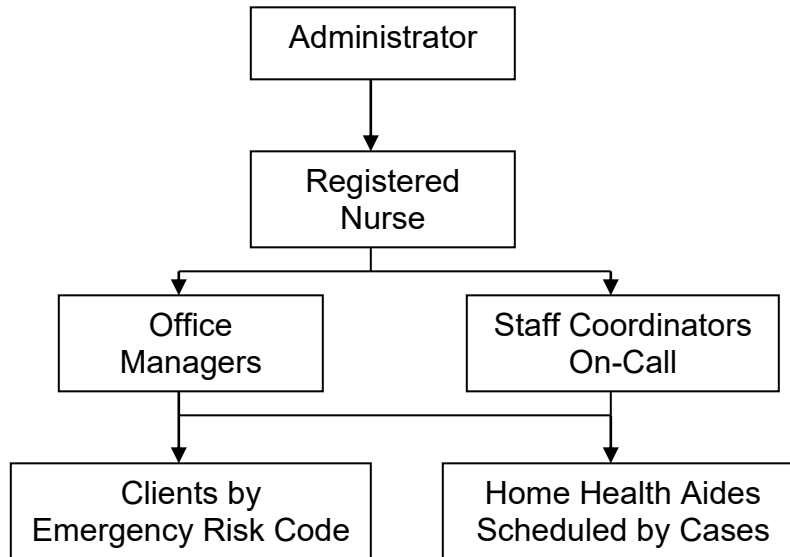 Administrator
Registered
Nurse
Office
Managers
Staff Coordinators
On-Call
Clients by
Emergency Risk Code
Home Health Aides
Scheduled by Cases